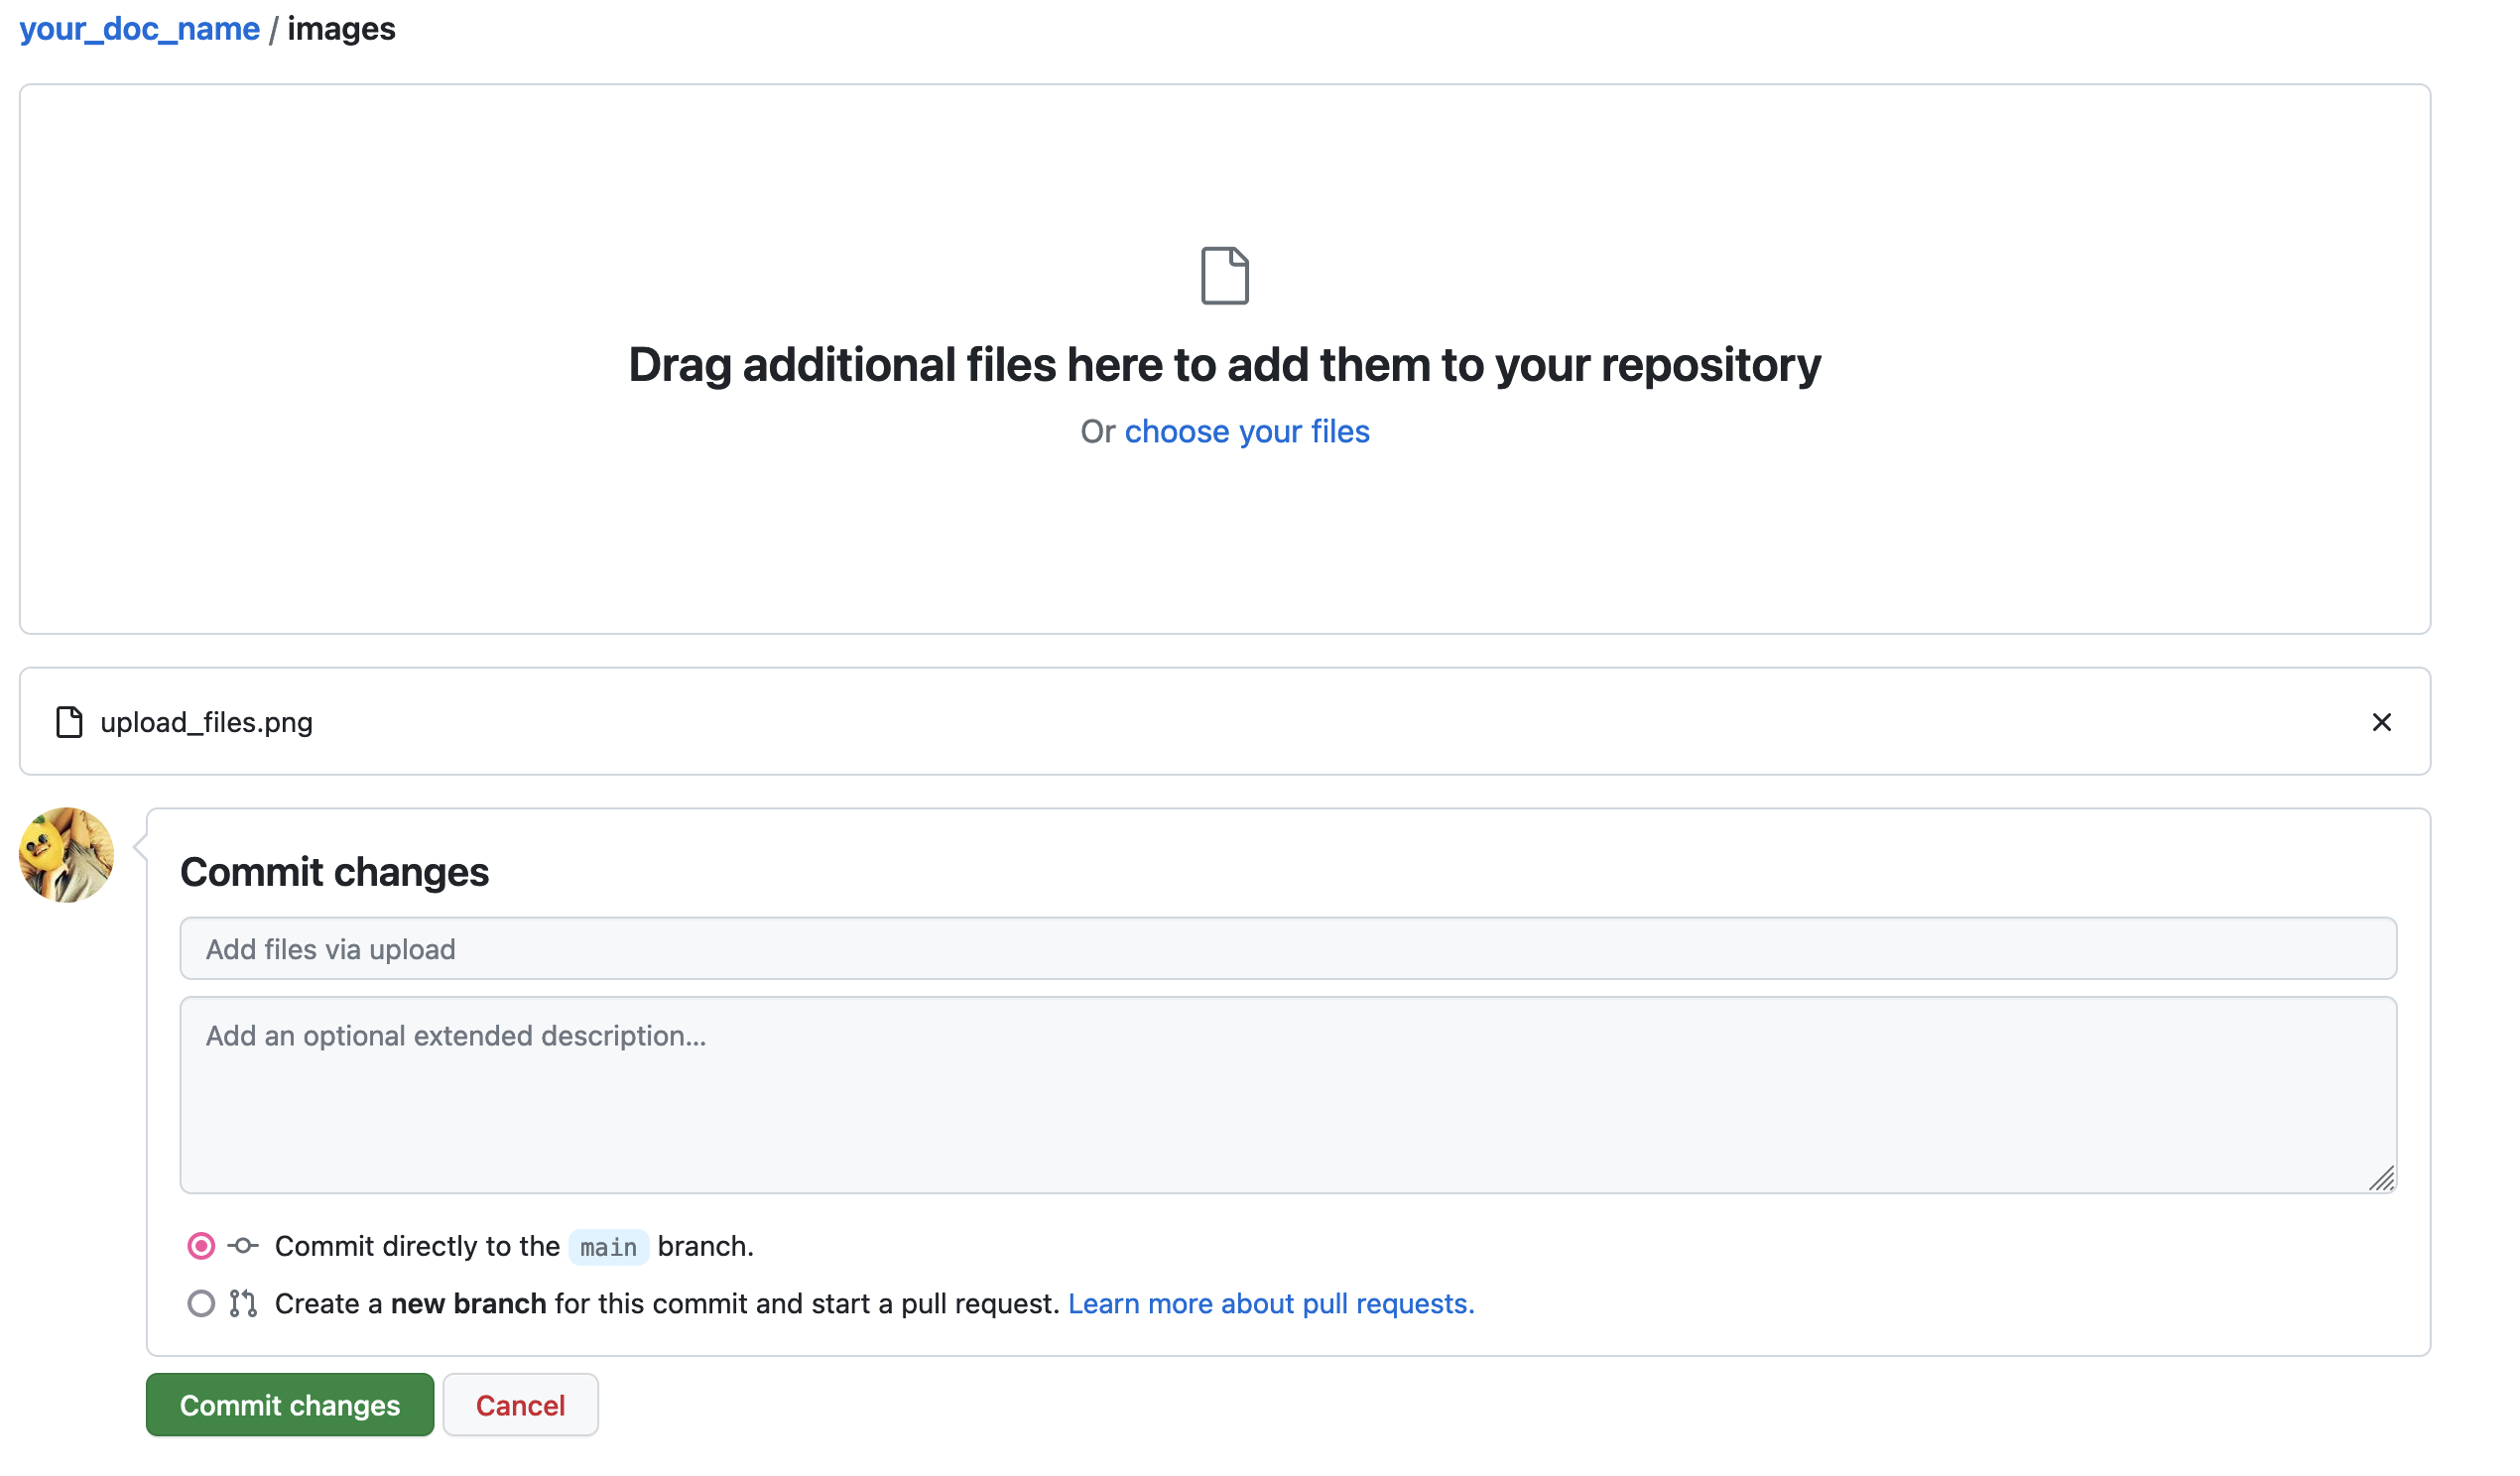 your_doc_name / images
Drag additional files here to add them to your repository
Or choose your files
upload_files.png
Commit changes
Add files via upload
Add an optional extended description...
Commit directly to the main branch.
Create a new branch for this commit and start a pull request. Learn more about pull requests.
Commit changes Cancel